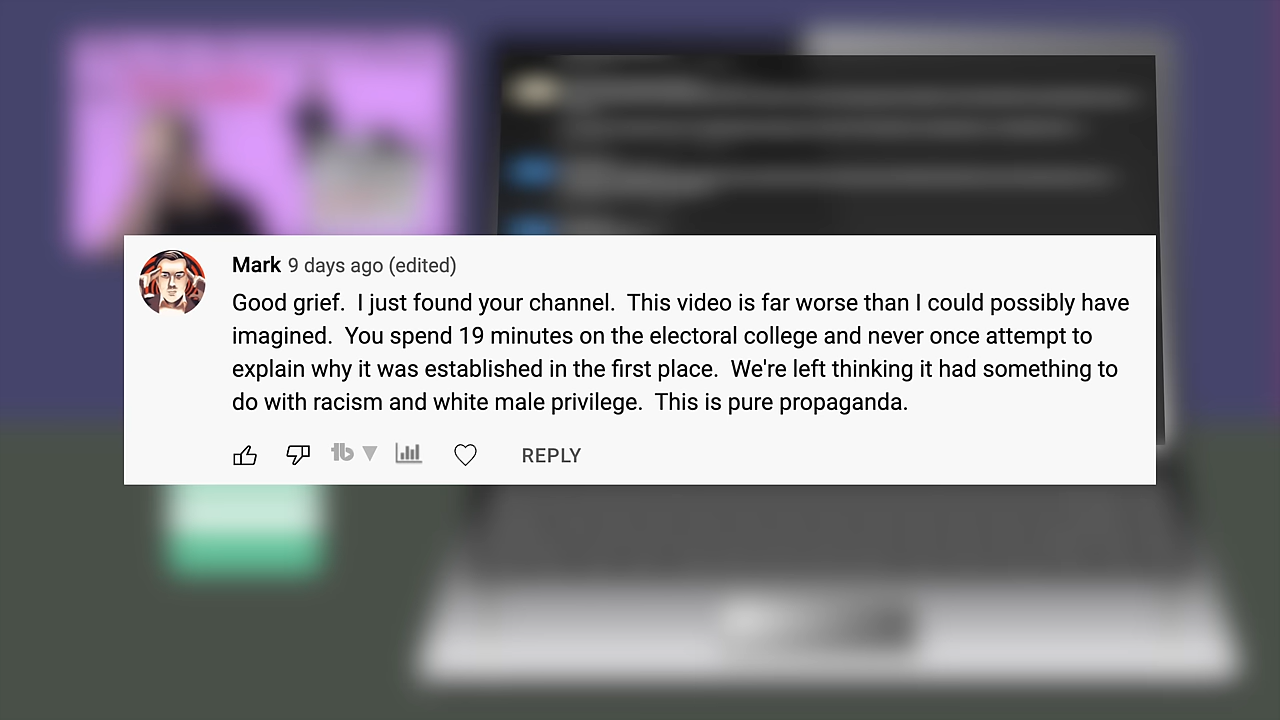 Mark 9 days ago (edited)
Good grief.  I just found your channel.  This video is far worse than I could possibly have
imagined.  You spend 19 minutes on the electoral college and never once attempt to
explain why it was established in the first place.  We're left thinking it had something to
do with racism and white male privilege.  This is pure propaganda.
tb
REPLY